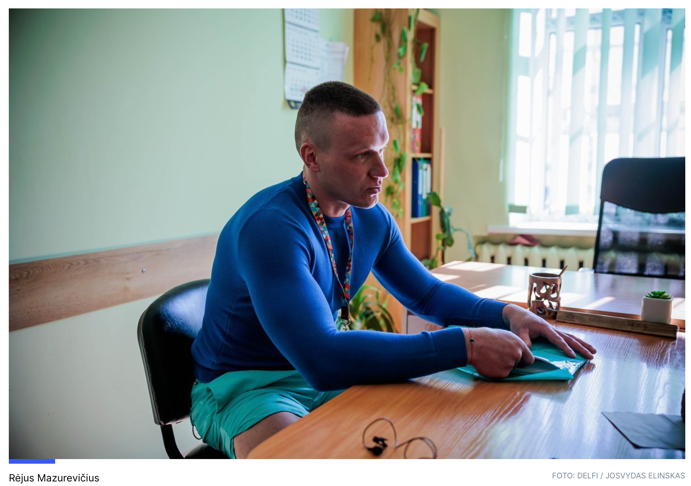 Rėjus Mazurevičius
FOTO: DELFI / JOSVYDAS ELINSKAS